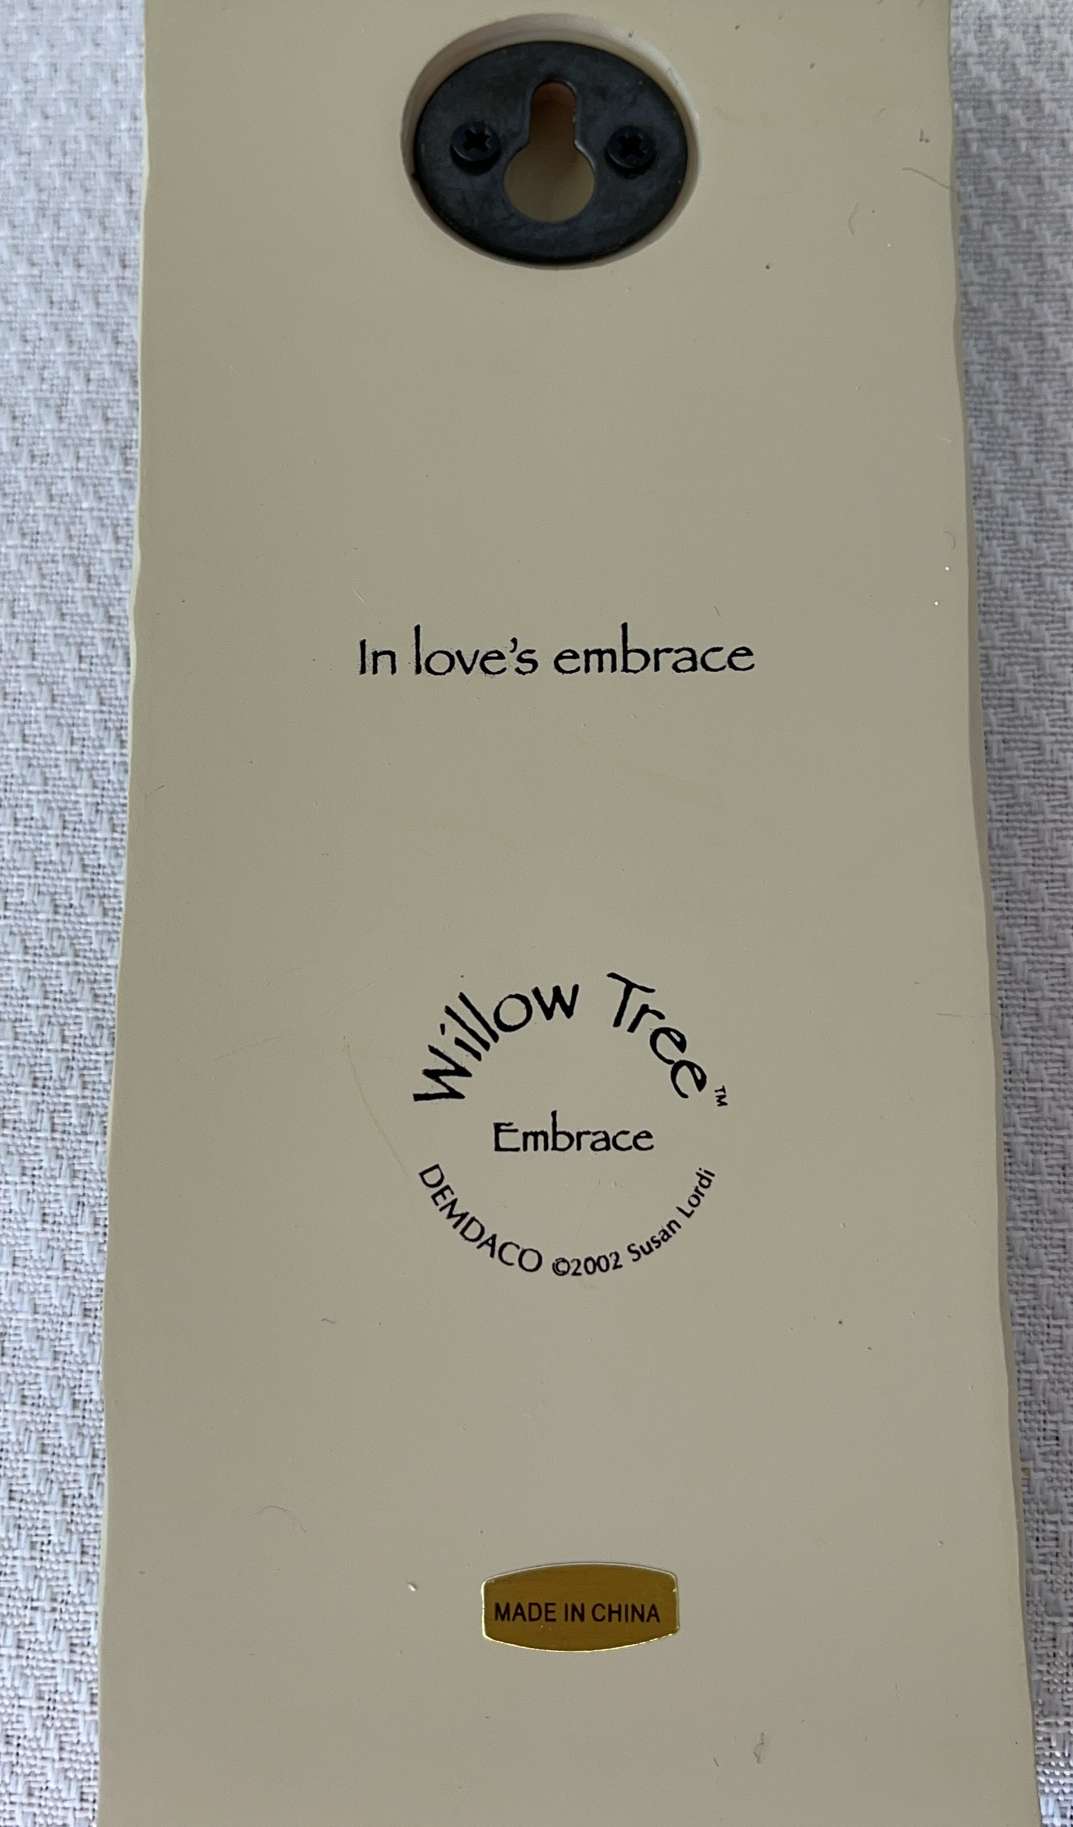 In love's embrace
Willow Tree™
Embrace
DEMDACO ©2002 Susan Lordi
MADE IN CHINA